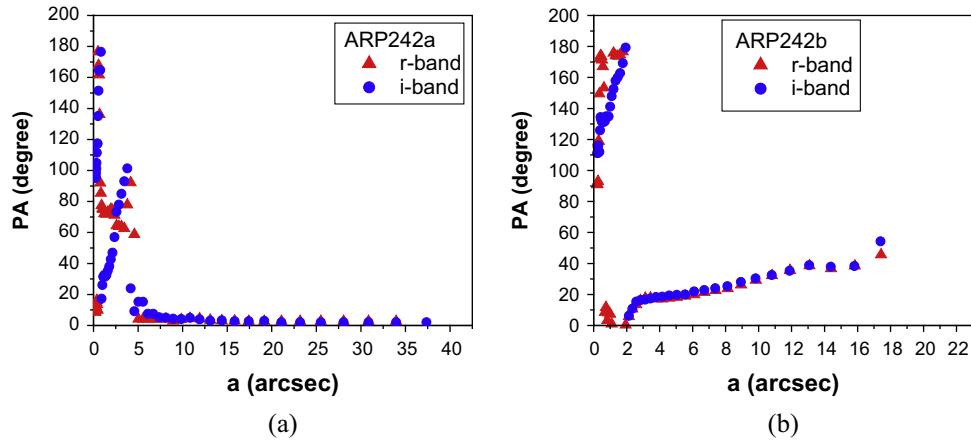 ARP242a
r-band
i-band
PA (degree)
200
180
160
140
120
100
80
60
40
20
0
0 5 10 15 20 25 30 35 40
a (arcsec)
(a)
ARP242b
r-band
i-band
PA (degree)
200
180
160
140
120
100
80
60
40
20
0
0 2 4 6 8 10 12 14 16 18 20 22
a (arcsec)
(b)